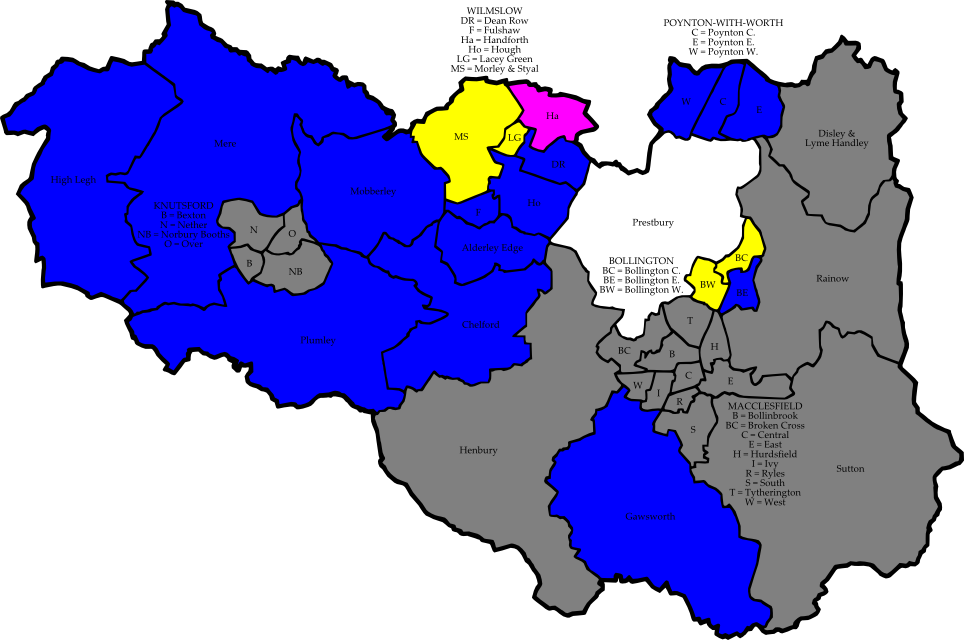 WILMSLOW
DR = Dean Row
F = Fulshaw
Ha = Handforth
Ho = Hough
LG = Lacey Green
MS = Morley & Styal
POYNTON-WITH-WORTH
C = Poynton C.
E = Poynton E.
W = Poynton W.
W
C
E
Ha
MS
LG
Disley &
Lyme Handley
Mere
DR
High Legh
Mobberley
Ho
KNUTSFORD
B = Bexton
N = Nether
NB = Norbury Booths
O = Over
F
Prestbury
N
O
Alderley Edge
B
NB
BOLLINGTON
BC = Bollington C.
BE = Bollington E.
BW = Bollington W.
BC
BW
BE
Rainow
Chelford
Plumley
T
BC
B
H
W
I
C
E
R
S
MACCLESFIELD
B = Bollinbrook
BC = Broken Cross
C = Central
E = East
H = Hurdsfield
I = Ivy
R = Ryles
S = South
T = Tytherington
W = West
Henbury
Sutton
Gawsworth